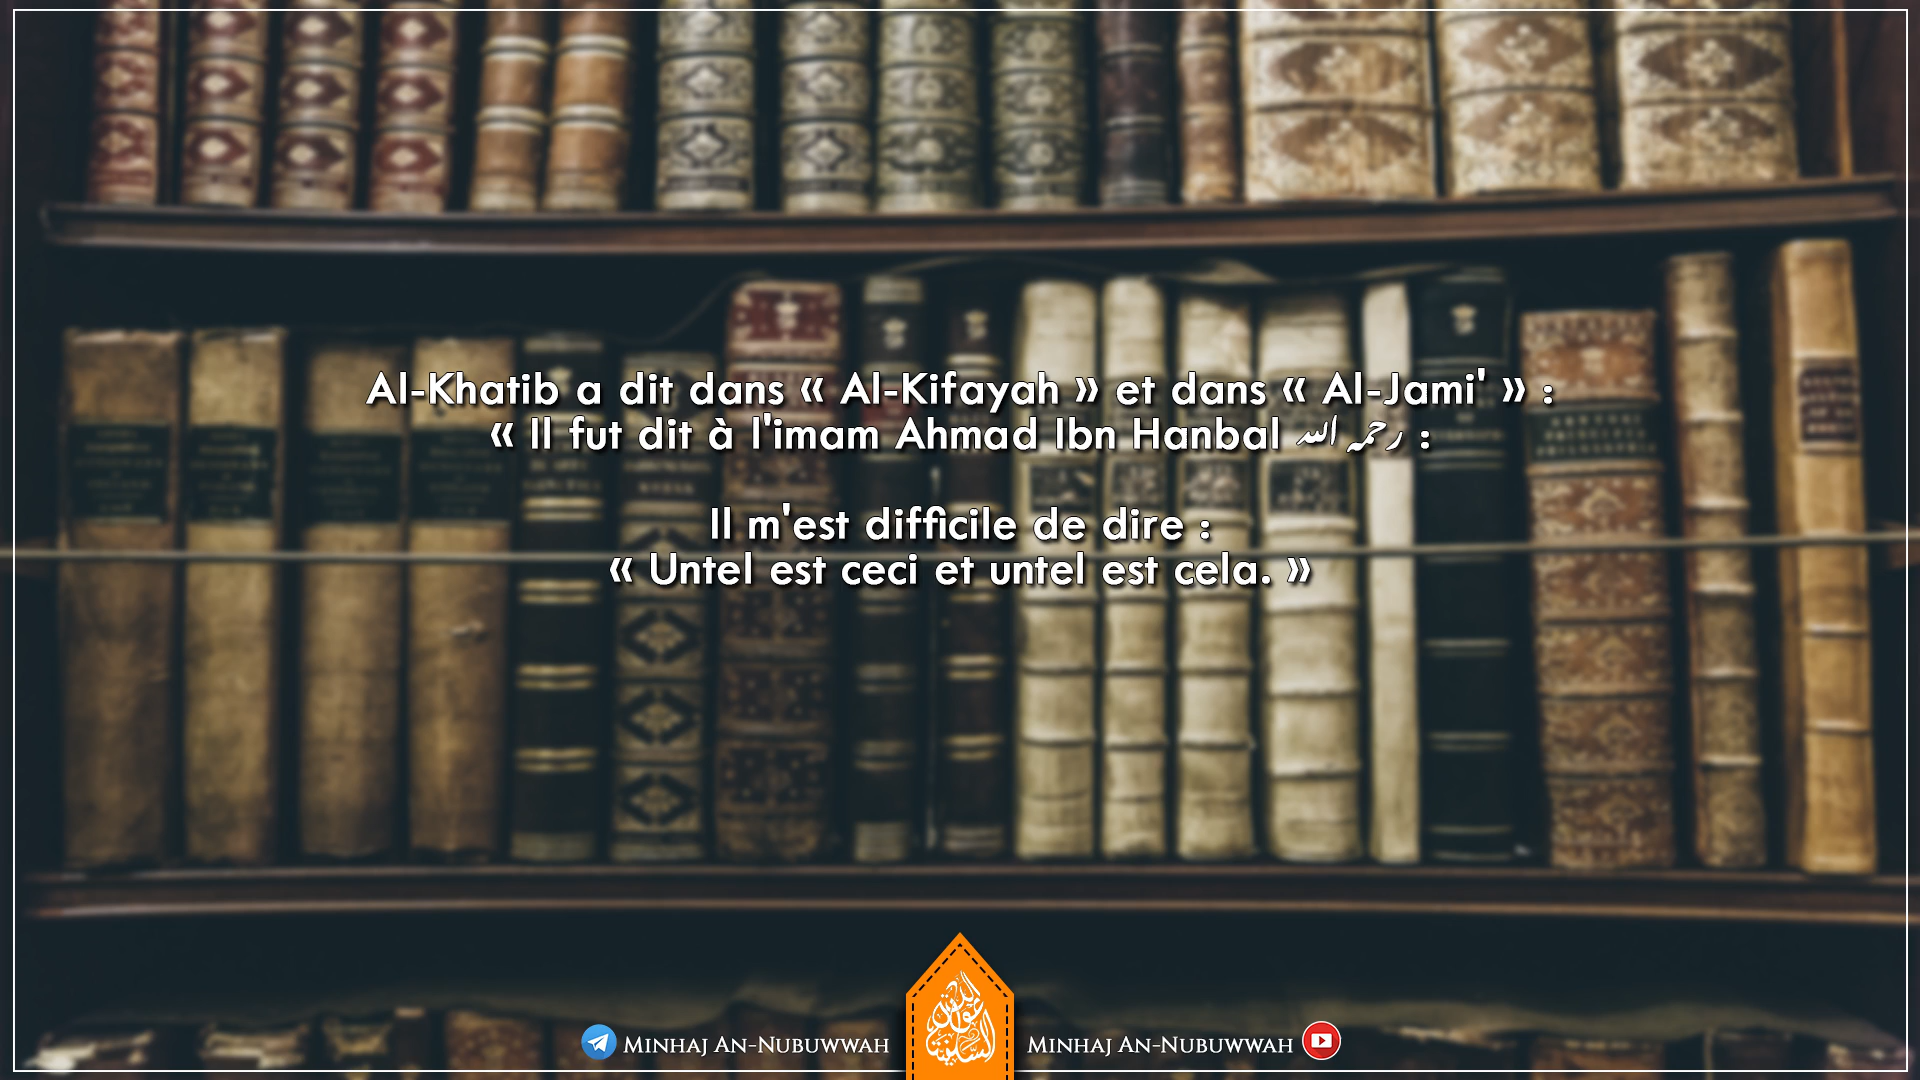 Al-Khatib a dit dans « Al-Kifayah » et dans « Al-Jami' » :
« Il fut dit à l'imam Ahmad Ibn Hanbal رحمه الله :
Il m'est difficile de dire :
« Untel est ceci et untel est cela. »
Minhaj An-Nubuwwah
Minhaj An-Nubuwwah